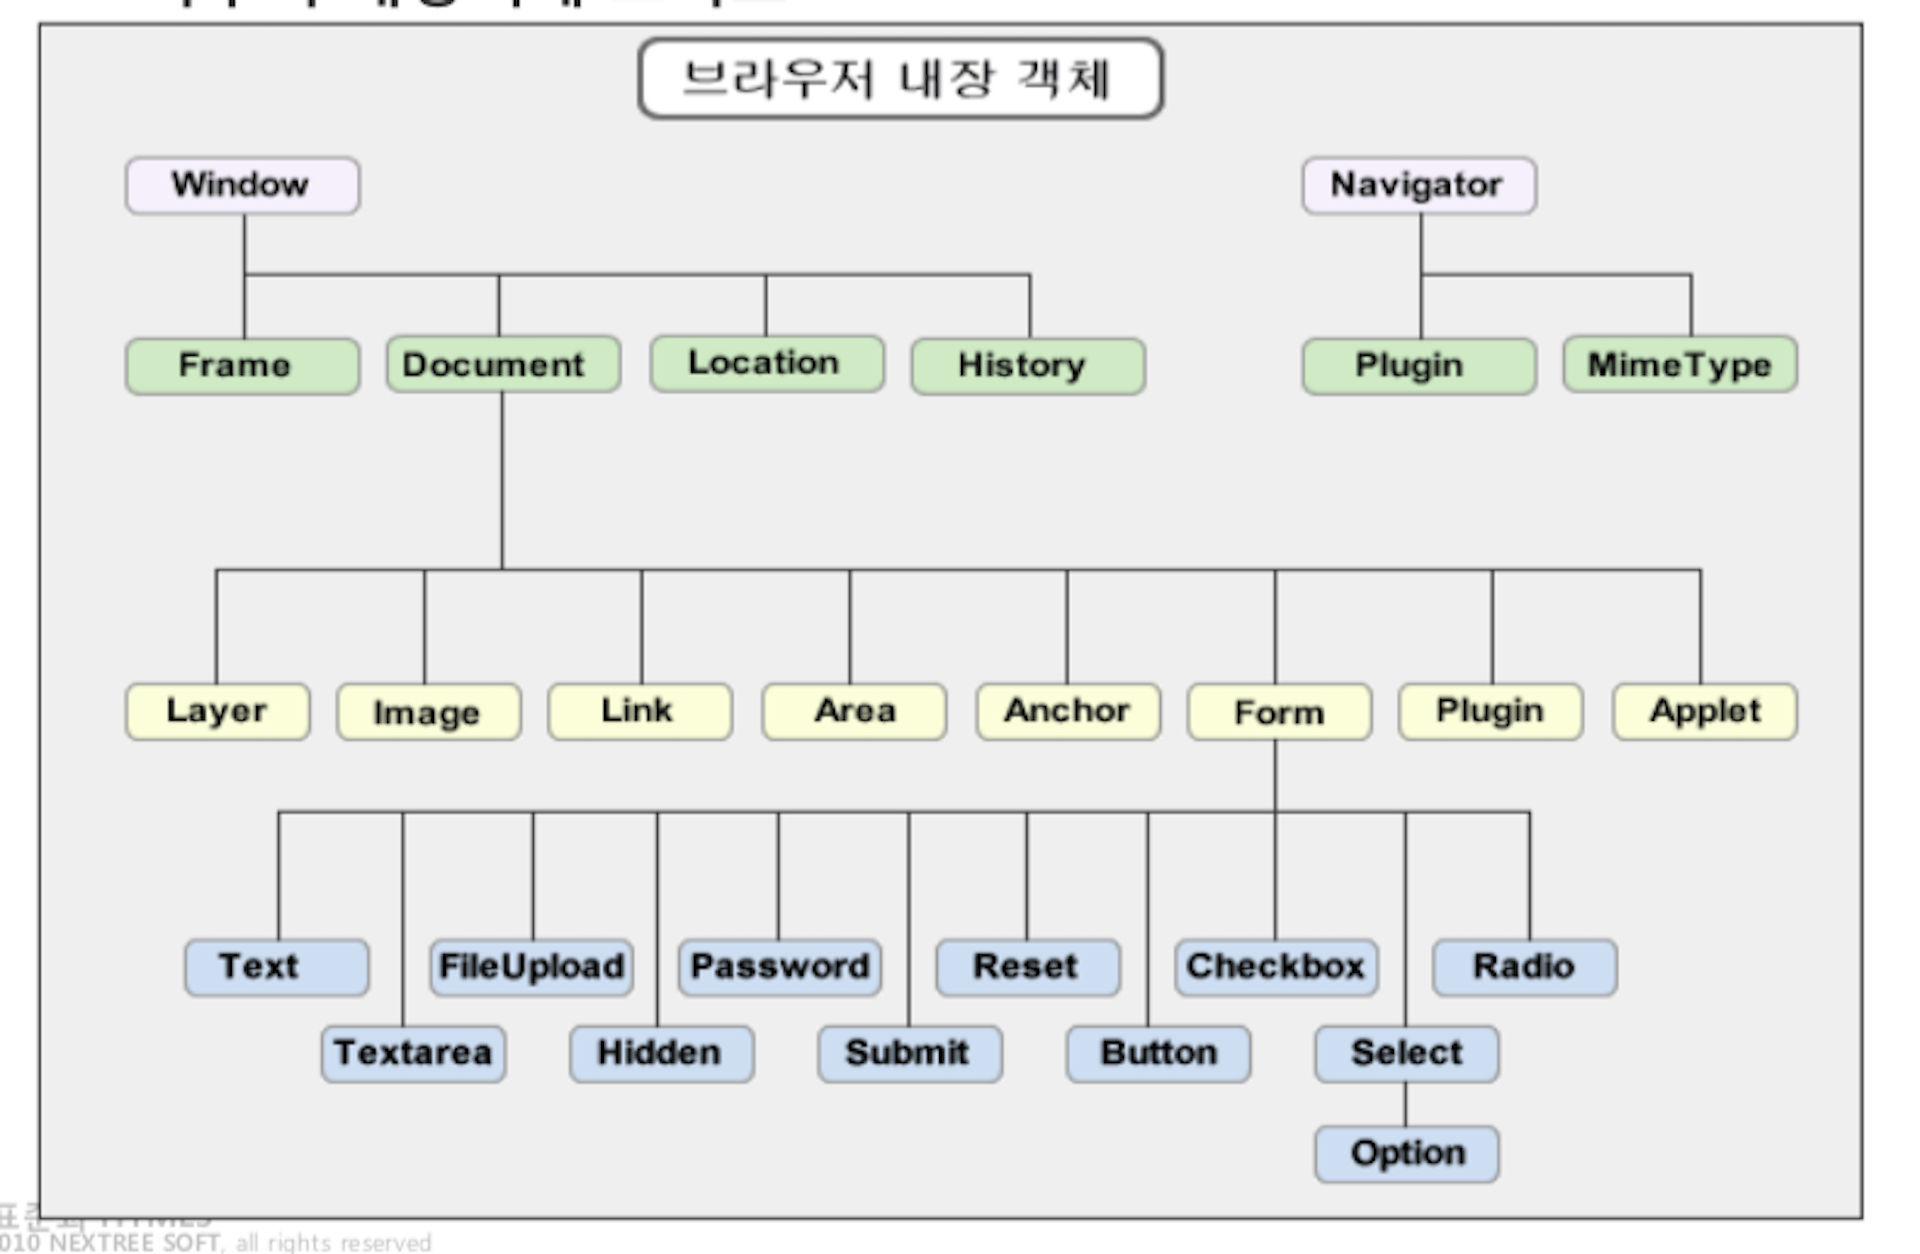 브라우저 내장 객체
Window
Navigator
Frame
Document
Location
History
Plugin
MimeType
Layer
Image
Link
Area
Anchor
Form
Plugin
Applet
Text
FileUpload
Password
Reset
Checkbox
Radio
Textarea
Hidden
Submit
Button
Select
Option
010 NEXTREE SOFT, all rights reserved